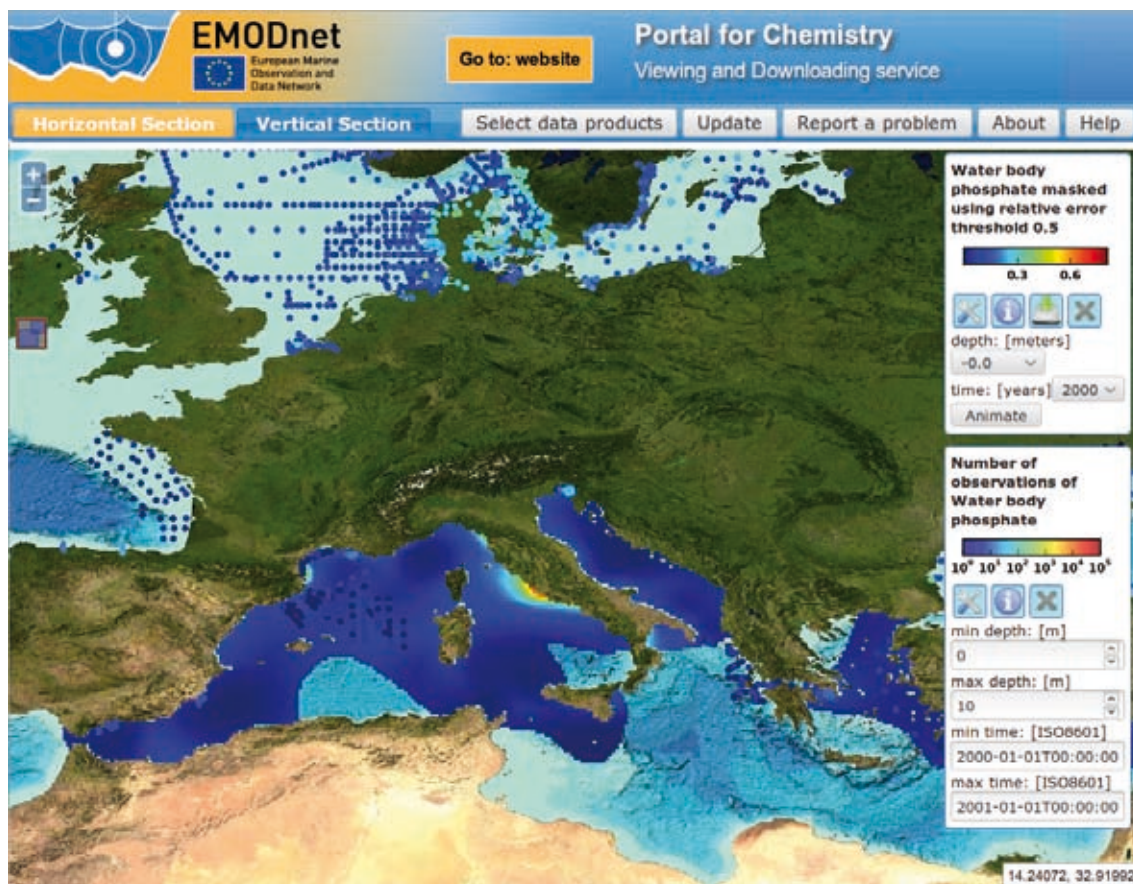 EMODnet
European Marine
Observation and
Data Network
Go to: website
Portal for Chemistry
Viewing and Downloading service
Horizontal Section
Vertical Section
Select data products
Update
Report a problem
About
Help
+
−
Water body
phosphate masked
using relative error
threshold 0.5
0.3 0.6
depth: [meters]
-0.0
time: [years] 2000
Animate
Number of
observations of
Water body
phosphate
10⁰ 10¹ 10² 10³ 10⁴ 10⁵
min depth: [m]
0
max depth: [m]
10
min time: [ISO8601]
2000-01-01T00:00:00
max time: [ISO8601]
2001-01-01T00:00:00
14.24072, 32.91992